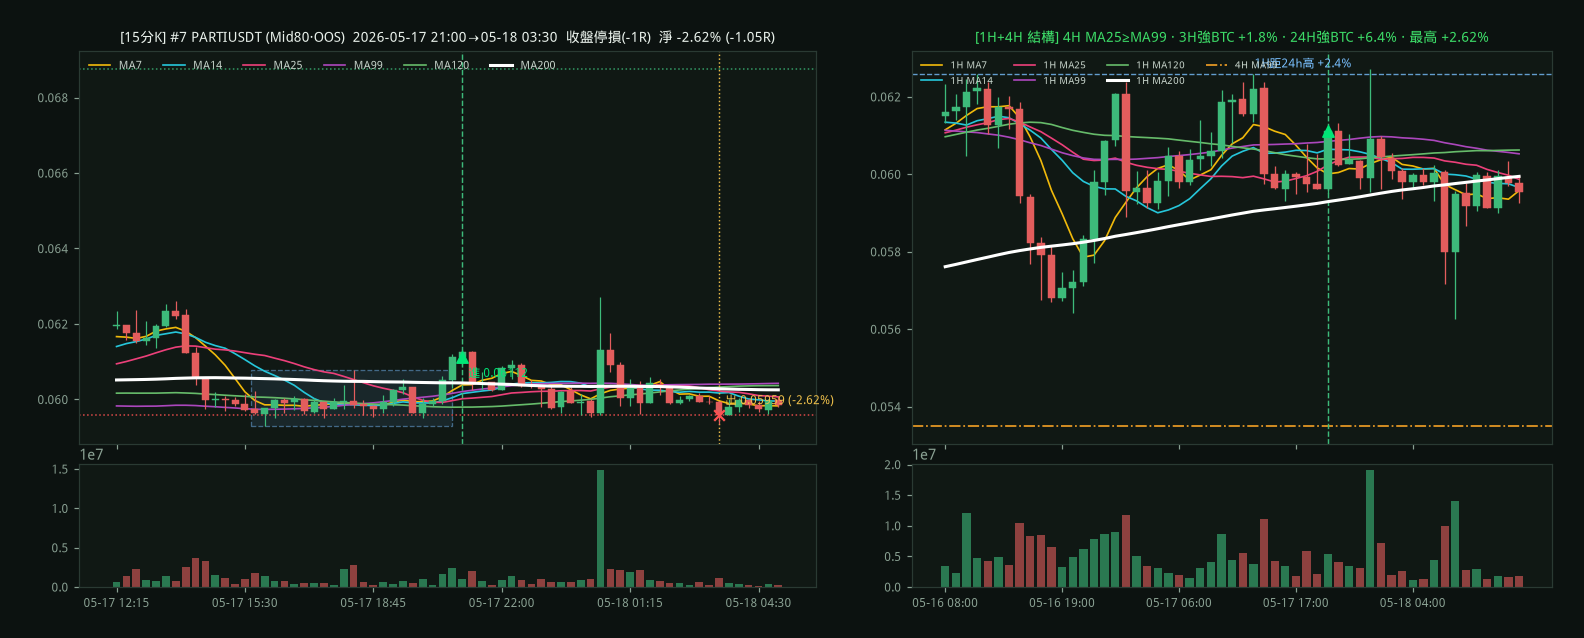 [15分K] #7 PARTIUSDT (Mid80·OOS)  2026-05-17 21:00→05-18 03:30  收盤停損(-1R)  淨 -2.62% (-1.05R)
MA7 MA14 MA25 MA99 MA120 MA200
0.068
0.066
0.064
0.062
0.060
出 0.05959 (-2.62%)
1e7
1.5
1.0
0.5
0.0
05-17 12:15 05-17 15:30 05-17 18:45 05-17 22:00 05-18 01:15 05-18 04:30
[1H+4H 結構] 4H MA25≥MA99 · 3H強BTC +1.8% · 24H強BTC +6.4% · 最高 +2.62%
1H MA7 1H MA25 1H MA120 4H MA99
1H距24h高 +2.4%
1H MA14 1H MA99 1H MA200
0.062
0.060
0.058
0.056
0.054
1e7
2.0
1.5
1.0
0.5
0.0
05-16 08:00 05-16 19:00 05-17 06:00 05-17 17:00 05-18 04:00